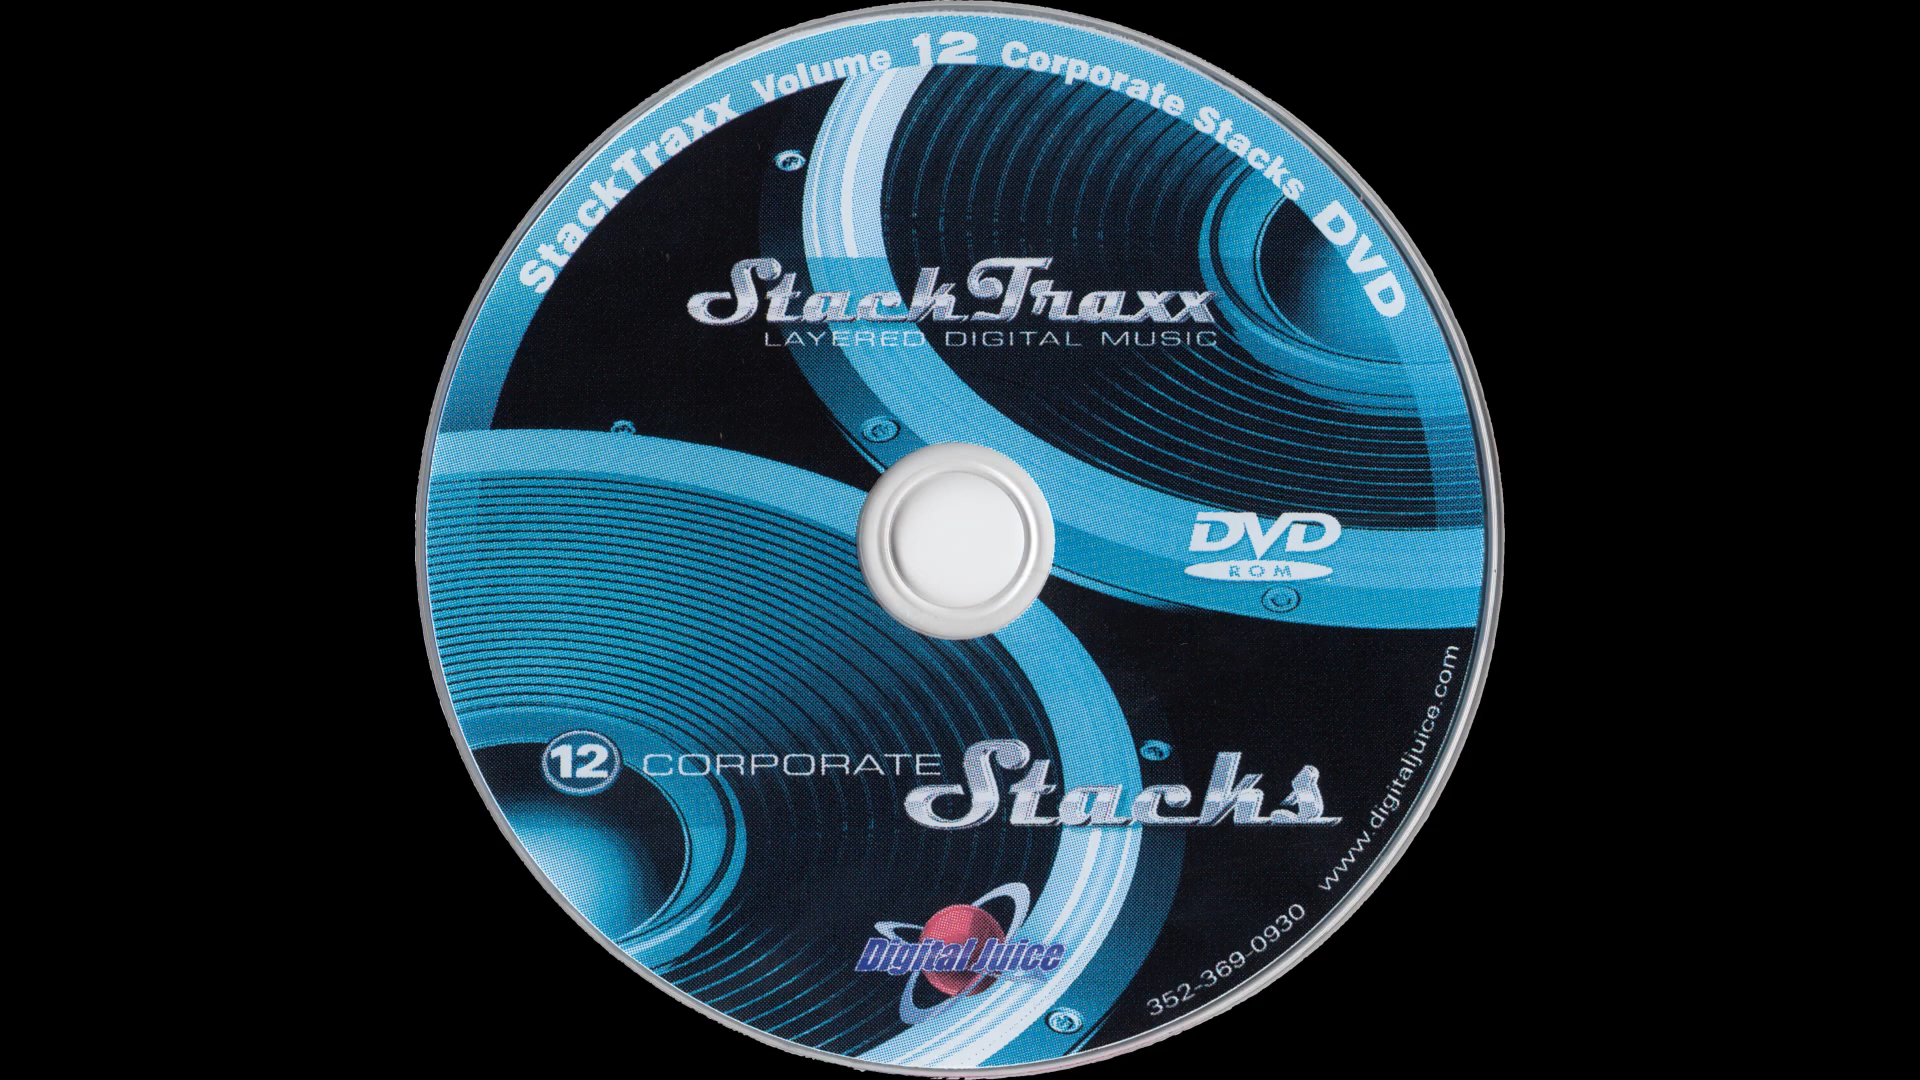 StackTraxx Volume 12 Corporate Stacks DVD
StackTraxx
LAYERED DIGITAL MUSIC
DVD
ROM
12 CORPORATE Stacks
Digital Juice
352-369-0930 www.digitaljuice.com